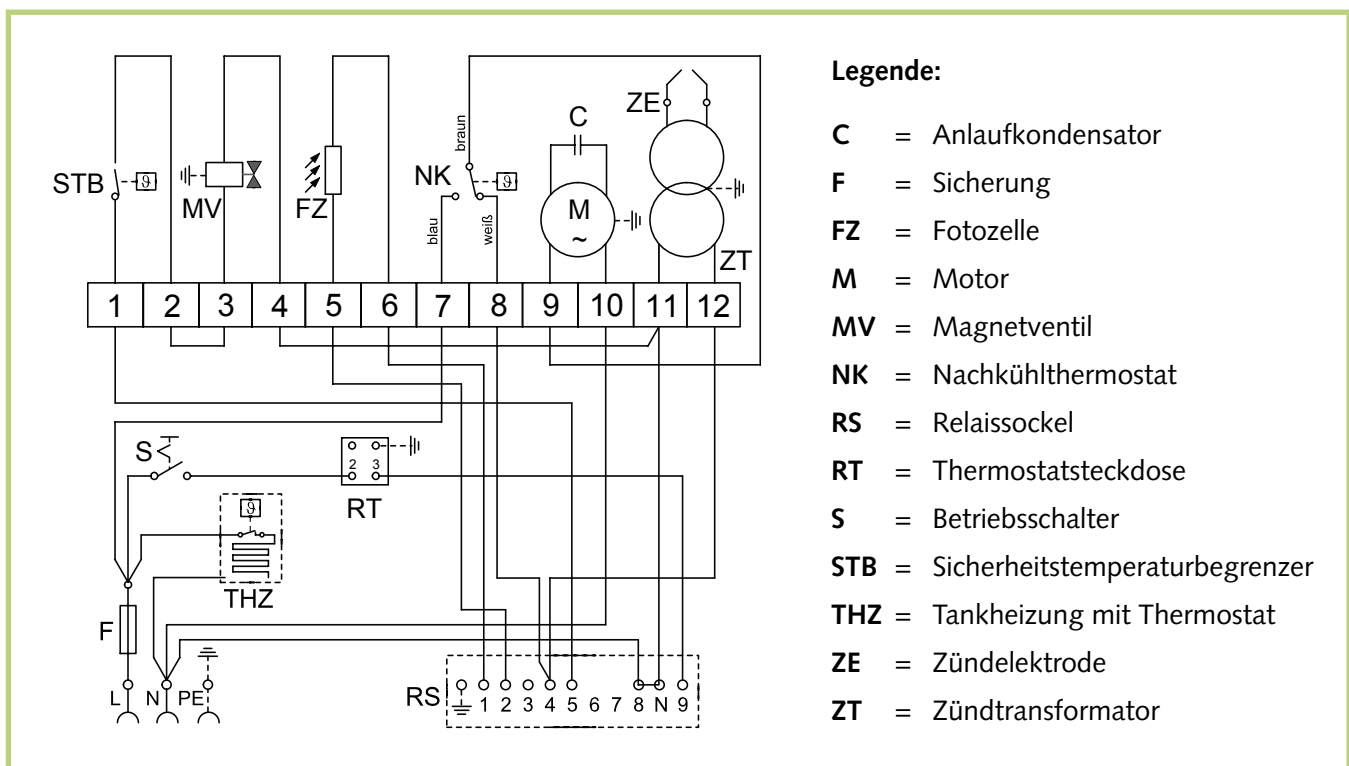 ZE
C
braun
STB
ϑ
MV
FZ
NK
ϑ
M
~
blau
weiß
ZT
1 2 3 4 5 6 7 8 9 10 11 12
S
2 3
RT
ϑ
THZ
F
L N PE
RS
1 2 3 4 5 6 7 8 N 9
Legende:
C = Anlaufkondensator
F = Sicherung
FZ = Fotozelle
M = Motor
MV = Magnetventil
NK = Nachkühlthermostat
RS = Relaissockel
RT = Thermostatsteckdose
S = Betriebsschalter
STB = Sicherheitstemperaturbegrenzer
THZ = Tankheizung mit Thermostat
ZE = Zündelektrode
ZT = Zündtransformator